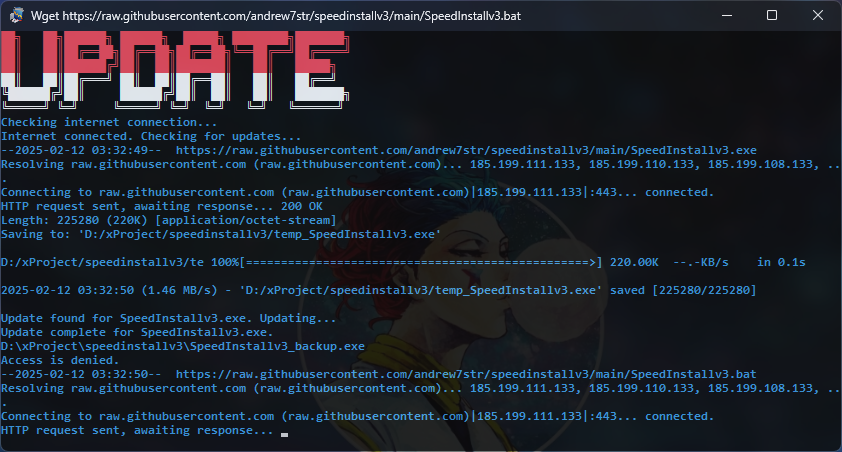 Wget https://raw.githubusercontent.com/andrew7str/speedinstallv3/main/SpeedInstallv3.bat
UPDATE
Checking internet connection...
Internet connected. Checking for updates...
--2025-02-12 03:32:49--  https://raw.githubusercontent.com/andrew7str/speedinstallv3/main/SpeedInstallv3.exe
Resolving raw.githubusercontent.com (raw.githubusercontent.com)... 185.199.111.133, 185.199.110.133, 185.199.108.133, ..
.
Connecting to raw.githubusercontent.com (raw.githubusercontent.com)|185.199.111.133|:443... connected.
HTTP request sent, awaiting response... 200 OK
Length: 225280 (220K) [application/octet-stream]
Saving to: 'D:/xProject/speedinstallv3/temp_SpeedInstallv3.exe'
D:/xProject/speedinstallv3/te 100%[=================================================>] 220.00K  --.-KB/s    in 0.1s
2025-02-12 03:32:50 (1.46 MB/s) - 'D:/xProject/speedinstallv3/temp_SpeedInstallv3.exe' saved [225280/225280]
Update found for SpeedInstallv3.exe. Updating...
Update complete for SpeedInstallv3.exe.
D:\xProject\speedinstallv3\SpeedInstallv3_backup.exe
Access is denied.
--2025-02-12 03:32:50--  https://raw.githubusercontent.com/andrew7str/speedinstallv3/main/SpeedInstallv3.bat
Resolving raw.githubusercontent.com (raw.githubusercontent.com)... 185.199.111.133, 185.199.110.133, 185.199.108.133, ..
.
Connecting to raw.githubusercontent.com (raw.githubusercontent.com)|185.199.111.133|:443... connected.
HTTP request sent, awaiting response...